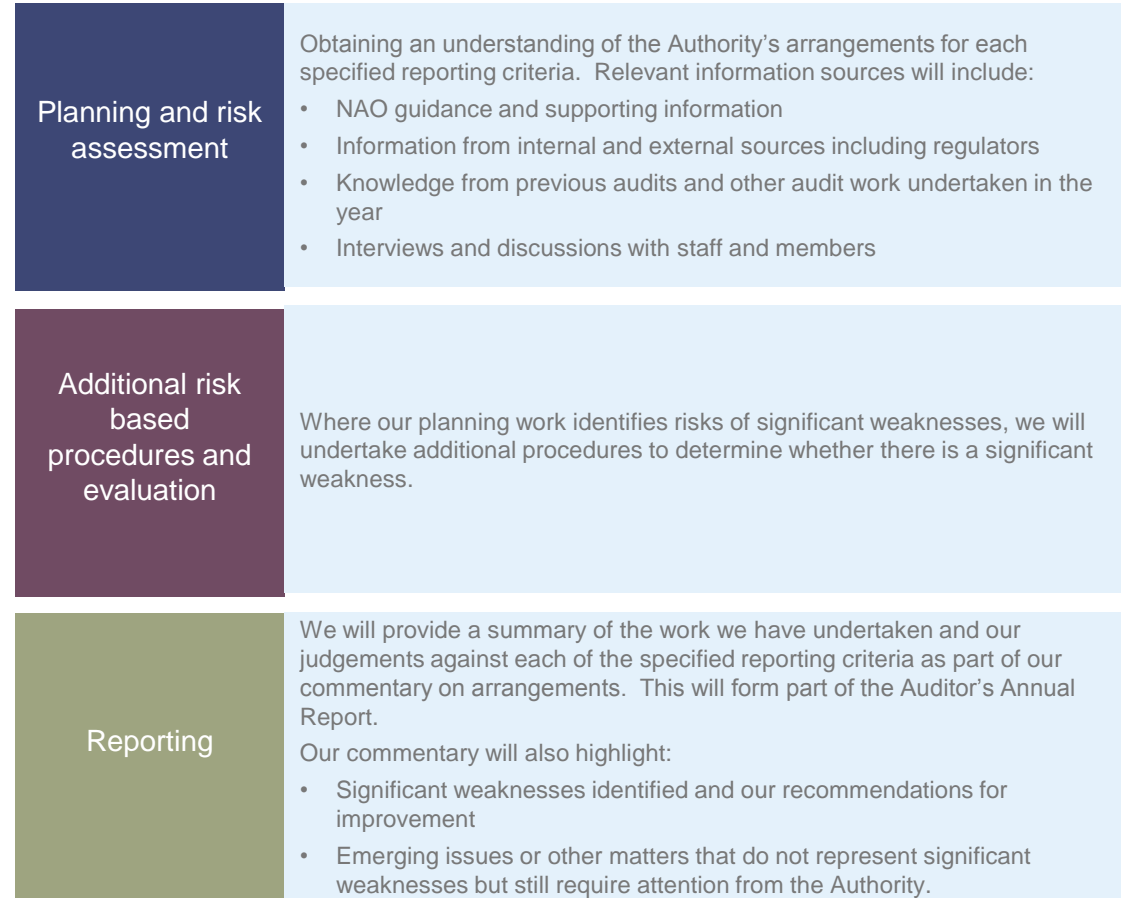 Planning and risk
assessment
Obtaining an understanding of the Authority's arrangements for each
specified reporting criteria.  Relevant information sources will include:
• NAO guidance and supporting information
• Information from internal and external sources including regulators
• Knowledge from previous audits and other audit work undertaken in the
year
• Interviews and discussions with staff and members
Additional risk
based
procedures and
evaluation
Where our planning work identifies risks of significant weaknesses, we will
undertake additional procedures to determine whether there is a significant
weakness.
Reporting
We will provide a summary of the work we have undertaken and our
judgements against each of the specified reporting criteria as part of our
commentary on arrangements.  This will form part of the Auditor's Annual
Report.
Our commentary will also highlight:
• Significant weaknesses identified and our recommendations for
improvement
• Emerging issues or other matters that do not represent significant
weaknesses but still require attention from the Authority.